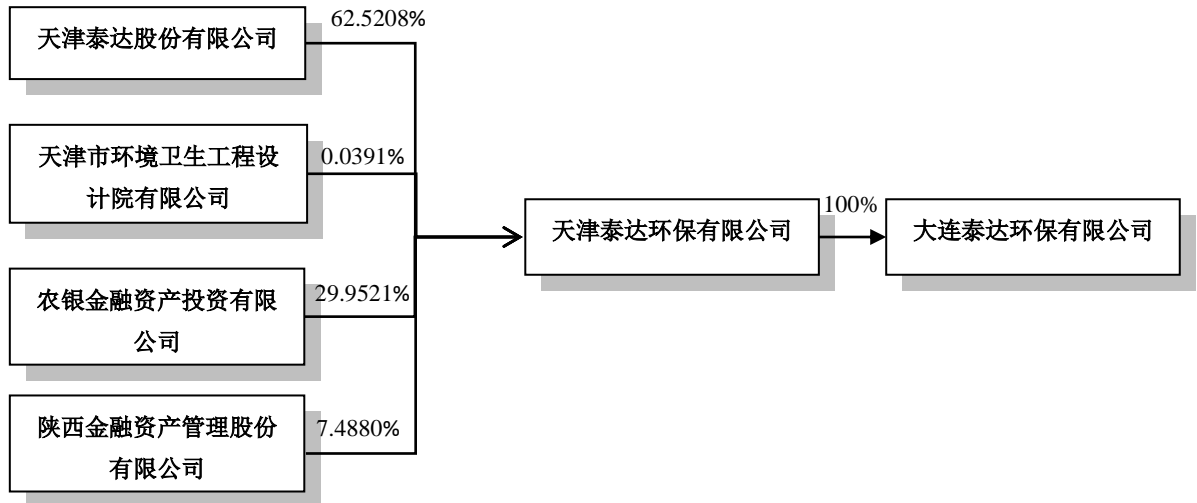 天津泰达股份有限公司
62.5208%
天津市环境卫生工程设
计院有限公司
0.0391%
农银金融资产投资有限
公司
29.9521%
陕西金融资产管理股份
有限公司
7.4880%
天津泰达环保有限公司
100%
大连泰达环保有限公司